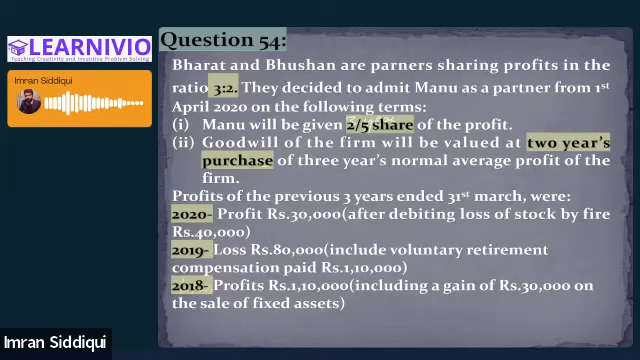 LEARNIVIO
Teaching Creativity and Inventive Problem Solving
Imran Siddiqui
Question 54:
Bharat and Bhushan are parners sharing profits in the
ratio 3:2. They decided to admit Manu as a partner from 1st
April 2020 on the following terms:
(i) Manu will be given 2/5 share of the profit.
(ii) Goodwill of the firm will be valued at two year's
purchase of three year's normal average profit of the
firm.
Profits of the previous 3 years ended 31st march, were:
2020- Profit Rs.30,000(after debiting loss of stock by fire
Rs.40,000)
2019- Loss Rs.80,000(include voluntary retirement
compensation paid Rs.1,10,000)
2018- Profits Rs.1,10,000(including a gain of Rs.30,000 on
the sale of fixed assets)
Imran Siddiqui